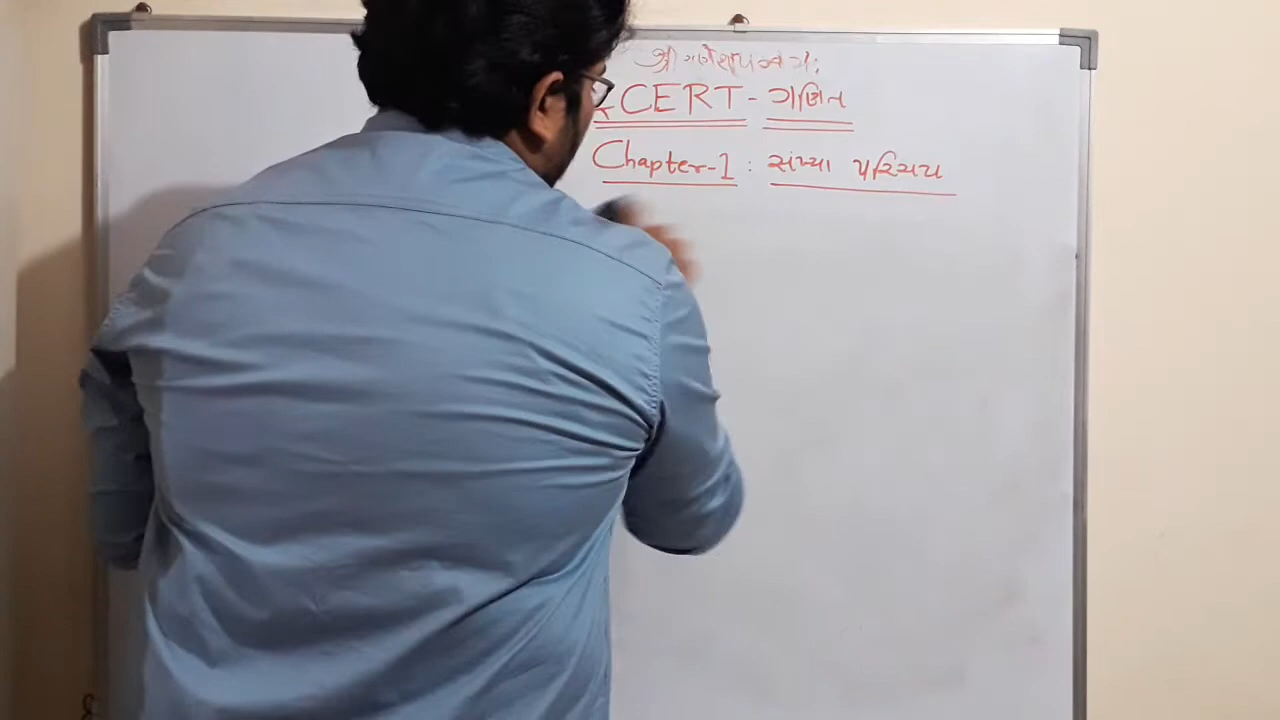 શ્રી ગણેશાય નમઃ
CERT - ગણિત
Chapter-1 : સંખ્યા પરિચય